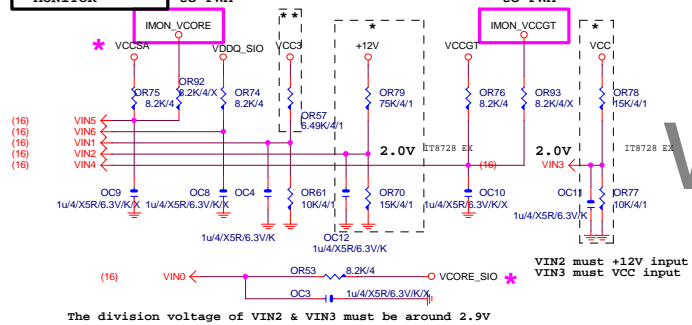 MONITOR
IMON_VCORE
* *
*
IMON_VCCGT
*
* VCCSA
VDDQ_SIO
VCC3
+12V
VCCGT
VCC
OR75
8.2K/4
OR92
8.2K/4/X
OR74
8.2K/4
OR57
6.49K/4/1
OR79
75K/4/1
OR76
8.2K/4
OR93
8.2K/4/X
OR78
15K/4/1
(16) VIN5
(16) VIN6
(16) VIN1
(16) VIN2
(16) VIN4
2.0V
IT8728 EX
(16) VIN3
2.0V
IT8728 EX
OC9
1u/4/X5R/6.3V/K/X
OC8
1u/4/X5R/6.3V/K
OC4
1u/4/X5R/6.3V/K
OR61
10K/4/1
OC12
1u/4/X5R/6.3V/K
OR70
15K/4/1
OC10
1u/4/X5R/6.3V/K/X
OC11
1u/4/X5R/6.3V/K
OR77
10K/4/1
VIN2 must +12V input
VIN3 must VCC input
(16) VIN0
OR53 8.2K/4
VCORE_SIO *
OC3 1u/4/X5R/6.3V/K/X
The division voltage of VIN2 & VIN3 must be around 2.9V